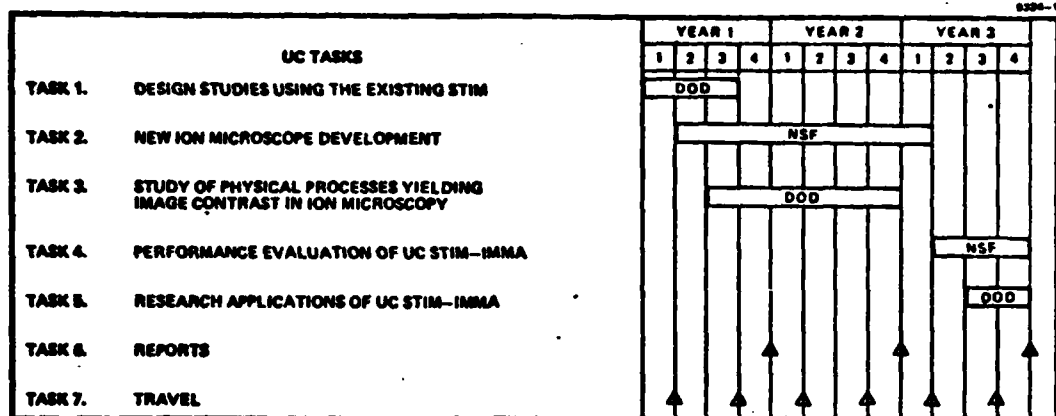 YEAR 1 YEAR 2 YEAR 3
UC TASKS 1 2 3 4 1 2 3 4 1 2 3 4
TASK 1. DESIGN STUDIES USING THE EXISTING STIM DOD
TASK 2. NEW ION MICROSCOPE DEVELOPMENT NSF
TASK 3. STUDY OF PHYSICAL PROCESSES YIELDING
IMAGE CONTRAST IN ION MICROSCOPY DOD
TASK 4. PERFORMANCE EVALUATION OF UC STIM–IMMA NSF
TASK 5. RESEARCH APPLICATIONS OF UC STIM–IMMA DOD
TASK 6. REPORTS
TASK 7. TRAVEL